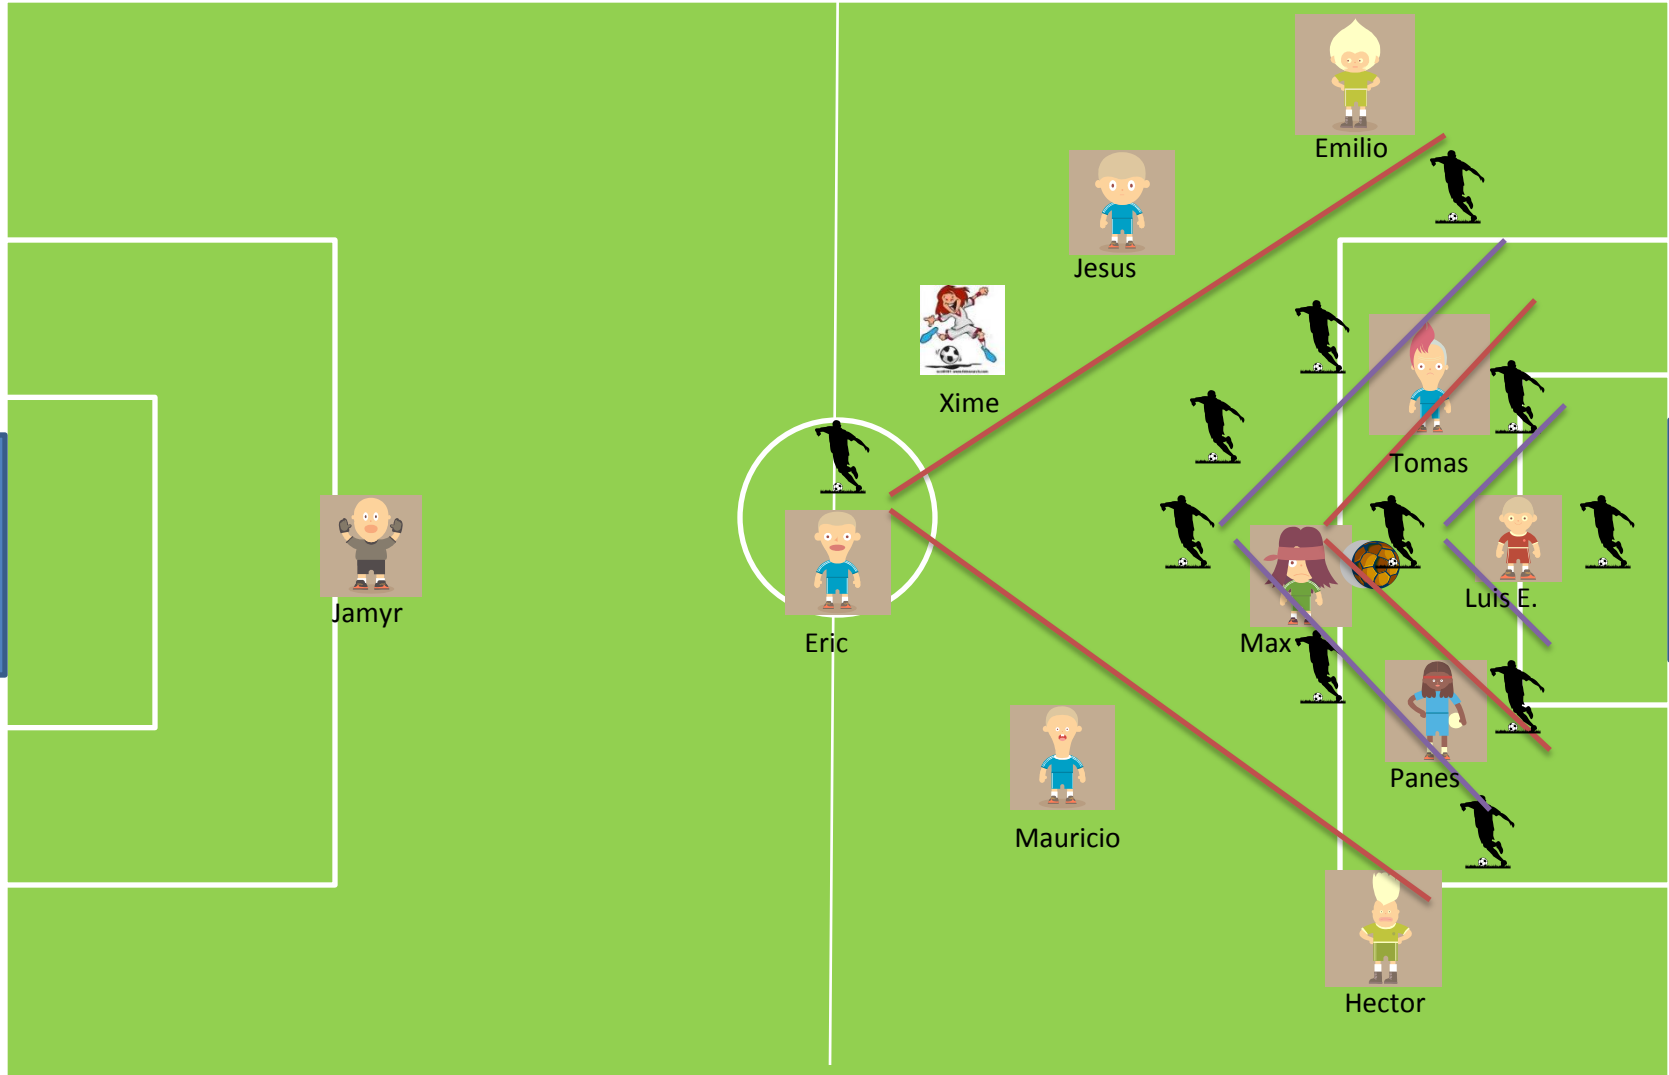 Emilio
Jesus
Xime
Tomas
Jamyr
Eric
Max
Luis E.
Panes
Mauricio
Hector